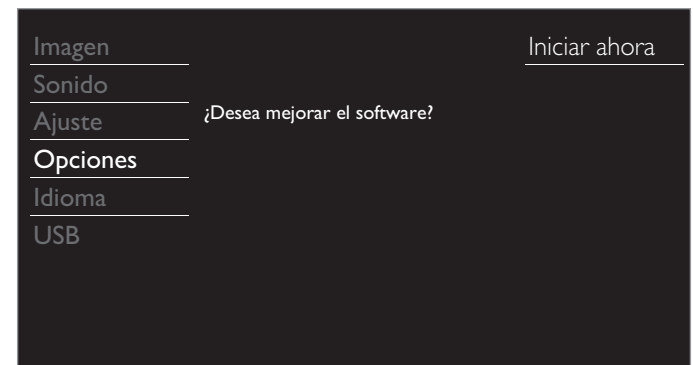 Imagen
Sonido
Ajuste
Opciones
Idioma
USB
¿Desea mejorar el software?
Iniciar ahora